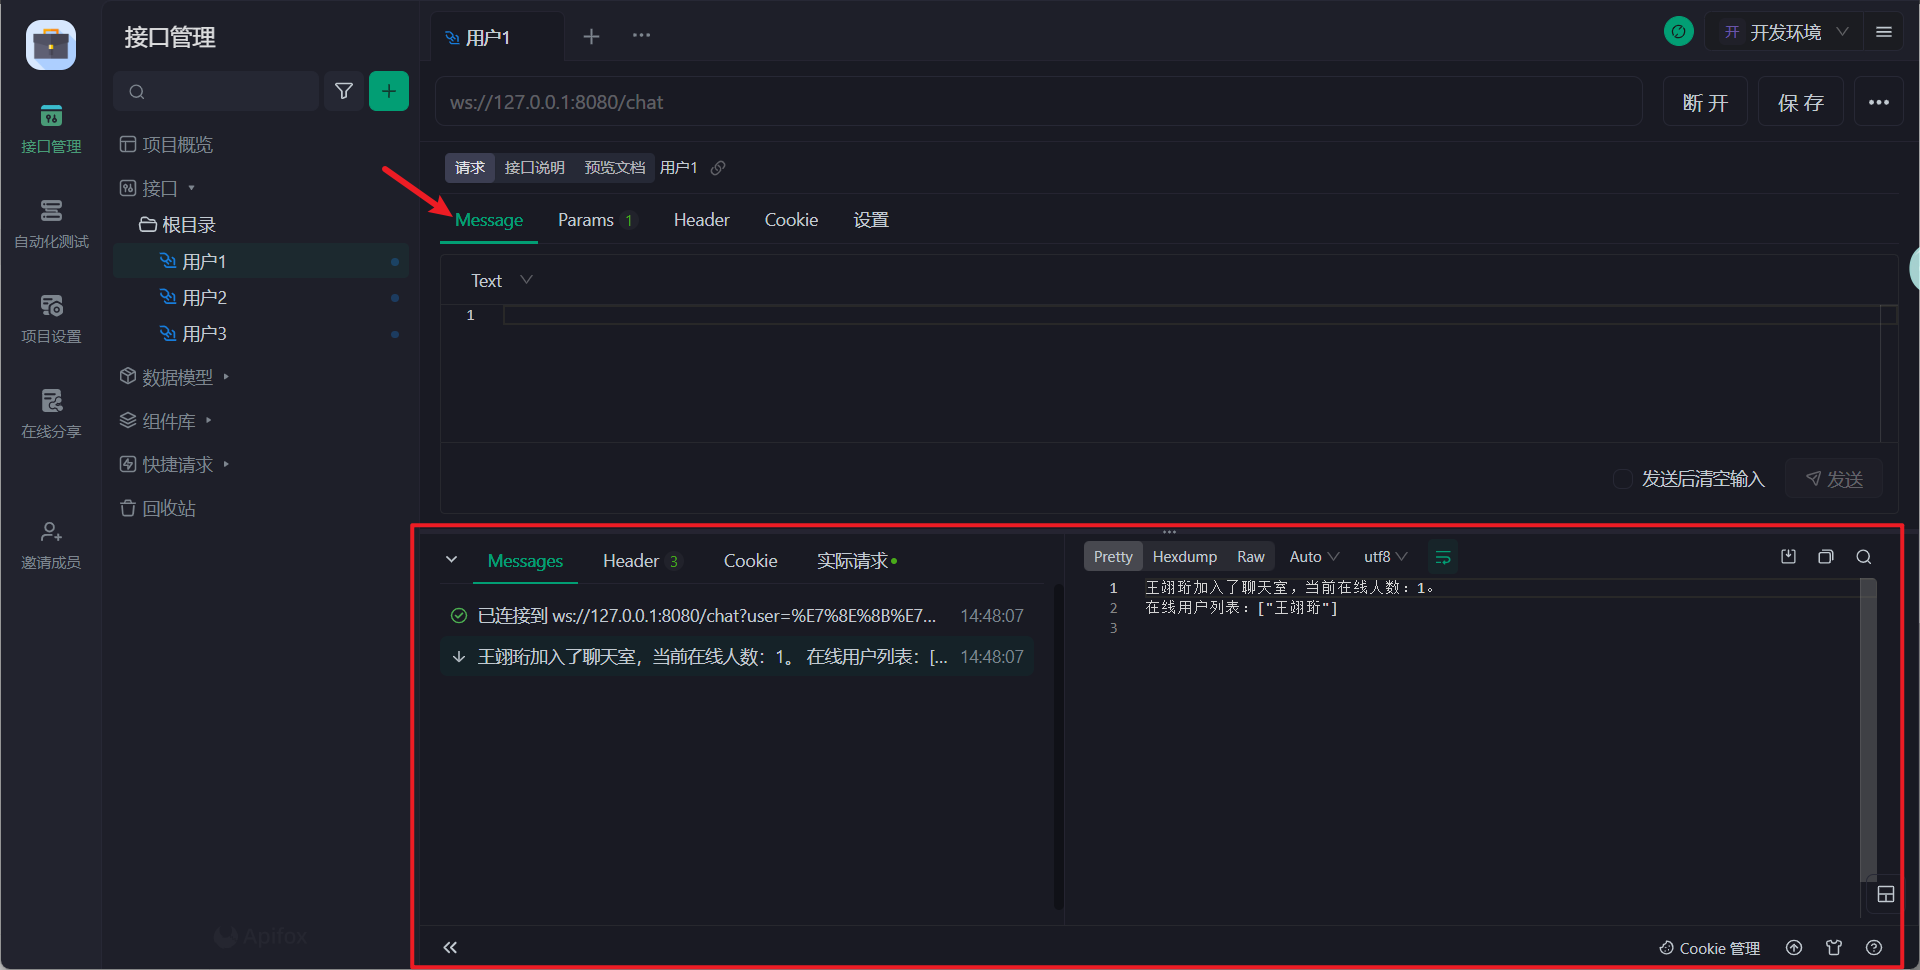 接口管理
自动化测试
项目设置
在线分享
邀请成员
接口管理
项目概览
接口
根目录
用户1
用户2
用户3
数据模型
组件库
快捷请求
回收站
Apifox
用户1
开 开发环境
ws://127.0.0.1:8080/chat
断 开
保 存
请求 接口说明 预览文档 用户1
Message Params 1 Header Cookie 设置
Text
1
发送后清空输入 发送
Messages Header 3 Cookie 实际请求
已连接到 ws://127.0.0.1:8080/chat?user=%E7%8E%8B%E7... 14:48:07
王翊珩加入了聊天室，当前在线人数：1。 在线用户列表：[... 14:48:07
Pretty Hexdump Raw Auto utf8
1 王翊珩加入了聊天室，当前在线人数：1。
2 在线用户列表：["王翊珩"]
3
Cookie 管理